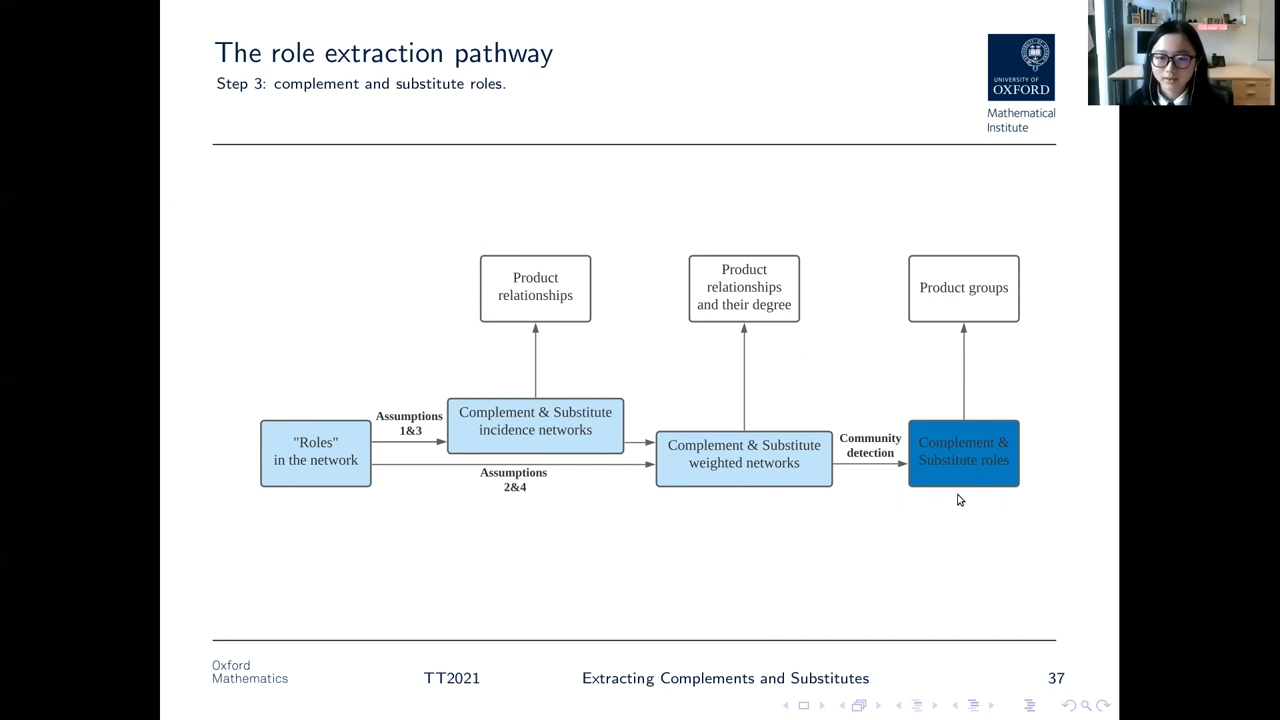 The role extraction pathway
Step 3: complement and substitute roles.
UNIVERSITY OF
OXFORD
Mathematical
Institute
Product
relationships
Product
relationships
and their degree
Product groups
"Roles"
in the network
Assumptions
1&3
Complement & Substitute
incidence networks
Assumptions
2&4
Complement & Substitute
weighted networks
Community
detection
Complement &
Substitute roles
Oxford
Mathematics
TT2021
Extracting Complements and Substitutes
37